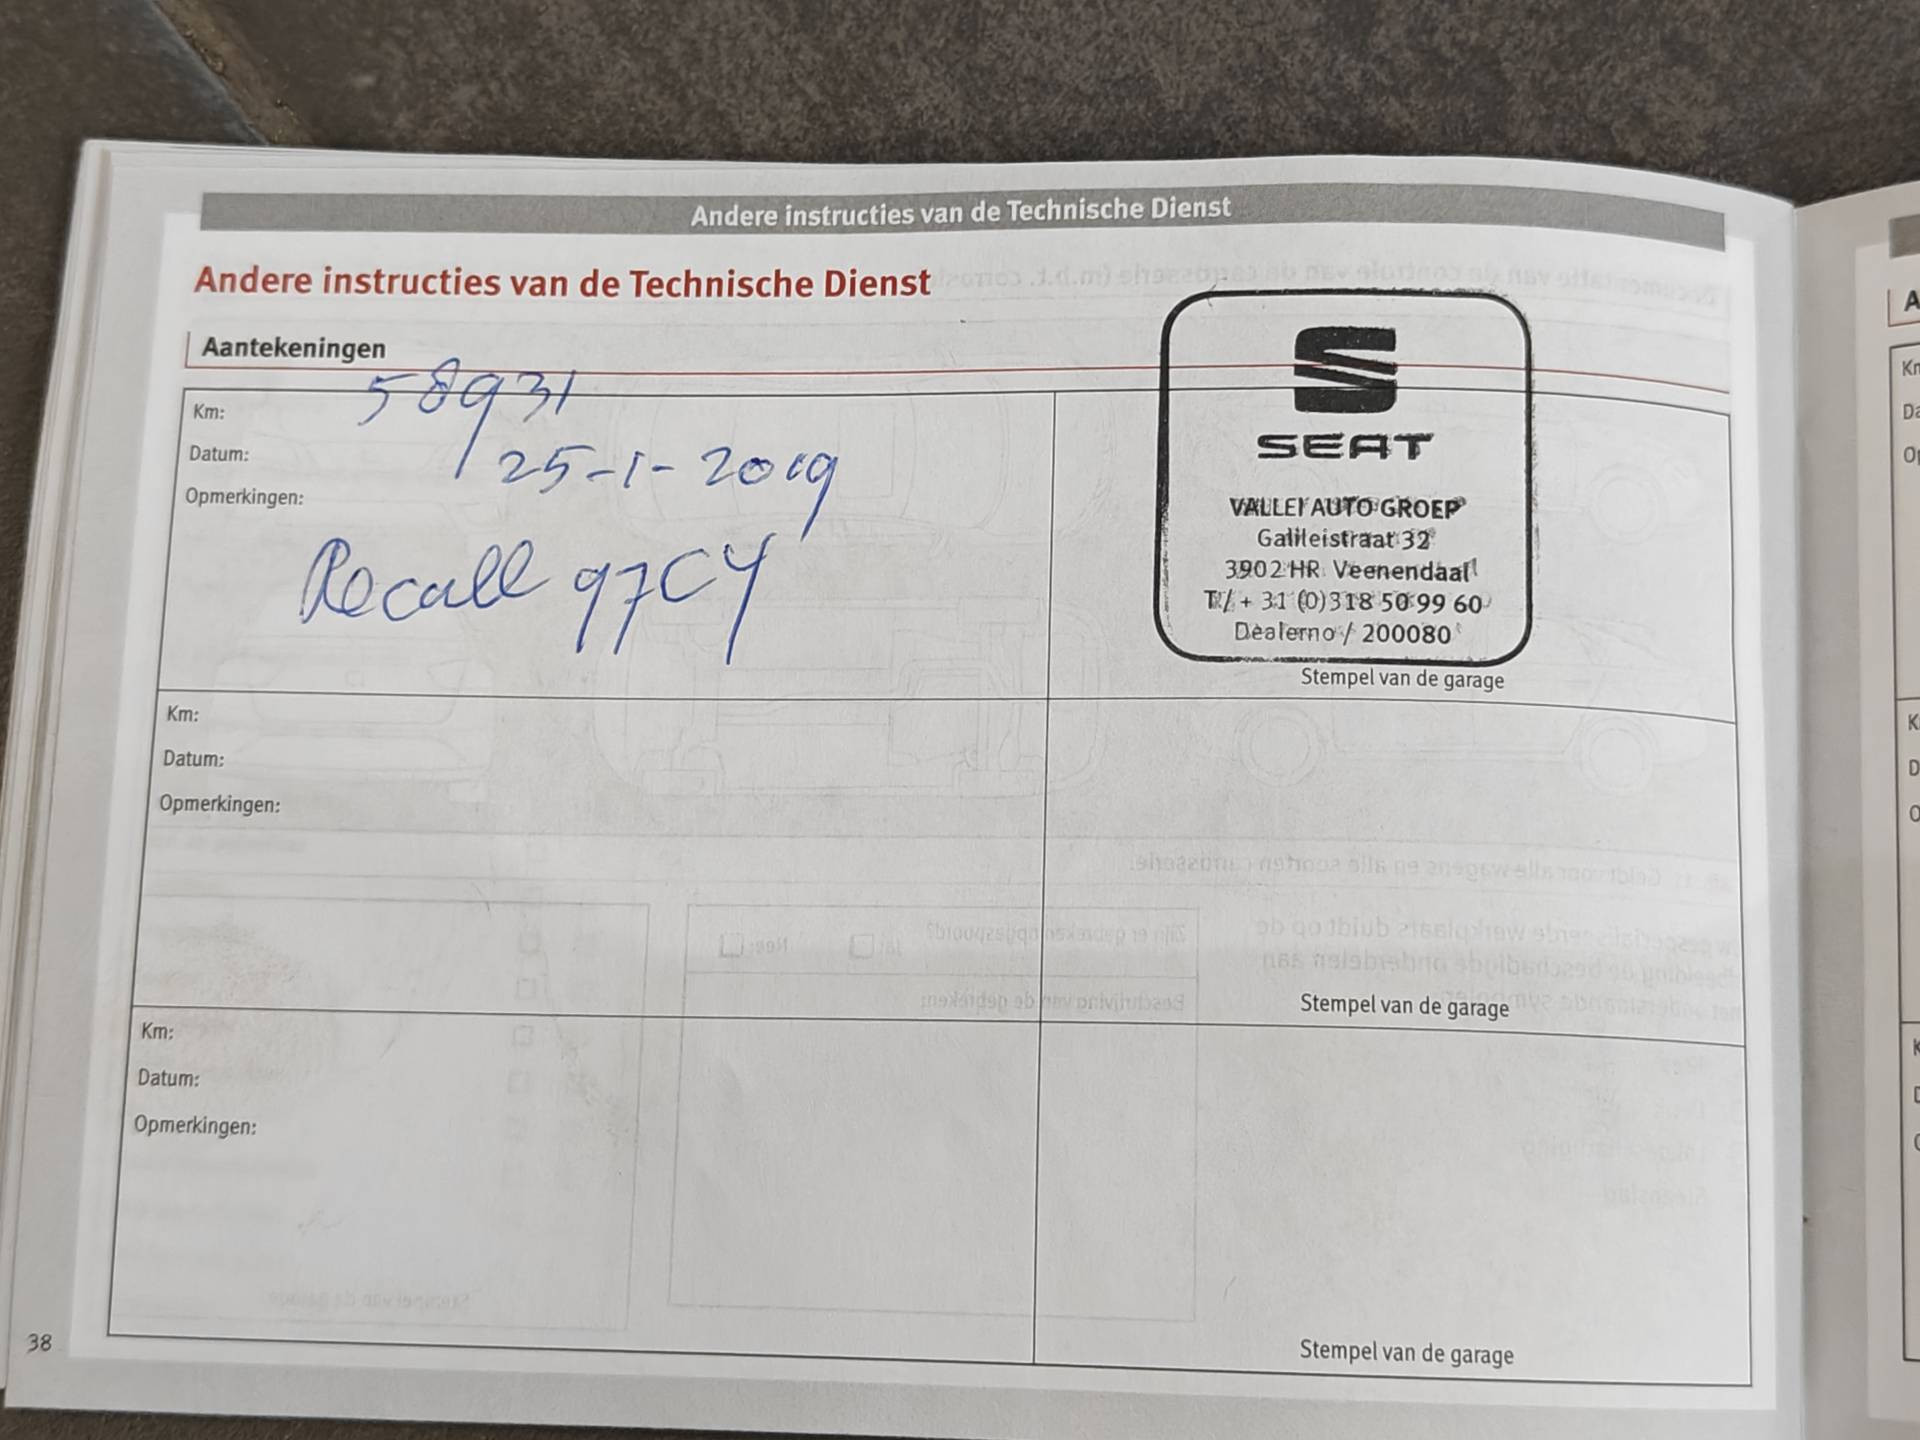 Andere instructies van de Technische Dienst
Andere instructies van de Technische Dienst
Aantekeningen
Km: 58931
Datum: 25-1-2019
Opmerkingen:
Recall 97CY
SEAT
VALLEI AUTO GROEP
Galileistraat 32
3902 HR Veenendaal
T / + 31 (0)318 50 99 60
Dealerno / 200080
Stempel van de garage
Km:
Datum:
Opmerkingen:
Stempel van de garage
Km:
Datum:
Opmerkingen:
Stempel van de garage
38